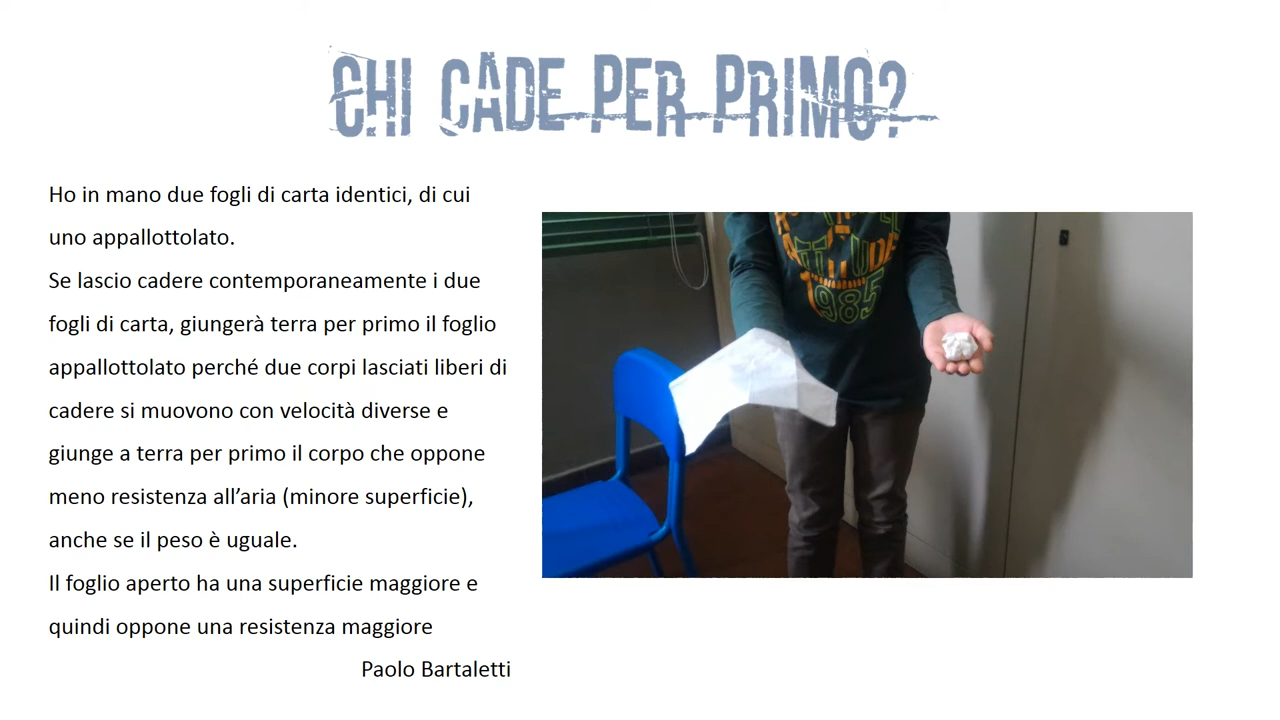 CHI CADE PER PRIMO?
Ho in mano due fogli di carta identici, di cui
uno appallottolato.
Se lascio cadere contemporaneamente i due
fogli di carta, giungerà terra per primo il foglio
appallottolato perché due corpi lasciati liberi di
cadere si muovono con velocità diverse e
giunge a terra per primo il corpo che oppone
meno resistenza all’aria (minore superficie),
anche se il peso è uguale.
Il foglio aperto ha una superficie maggiore e
quindi oppone una resistenza maggiore
Paolo Bartaletti
1985